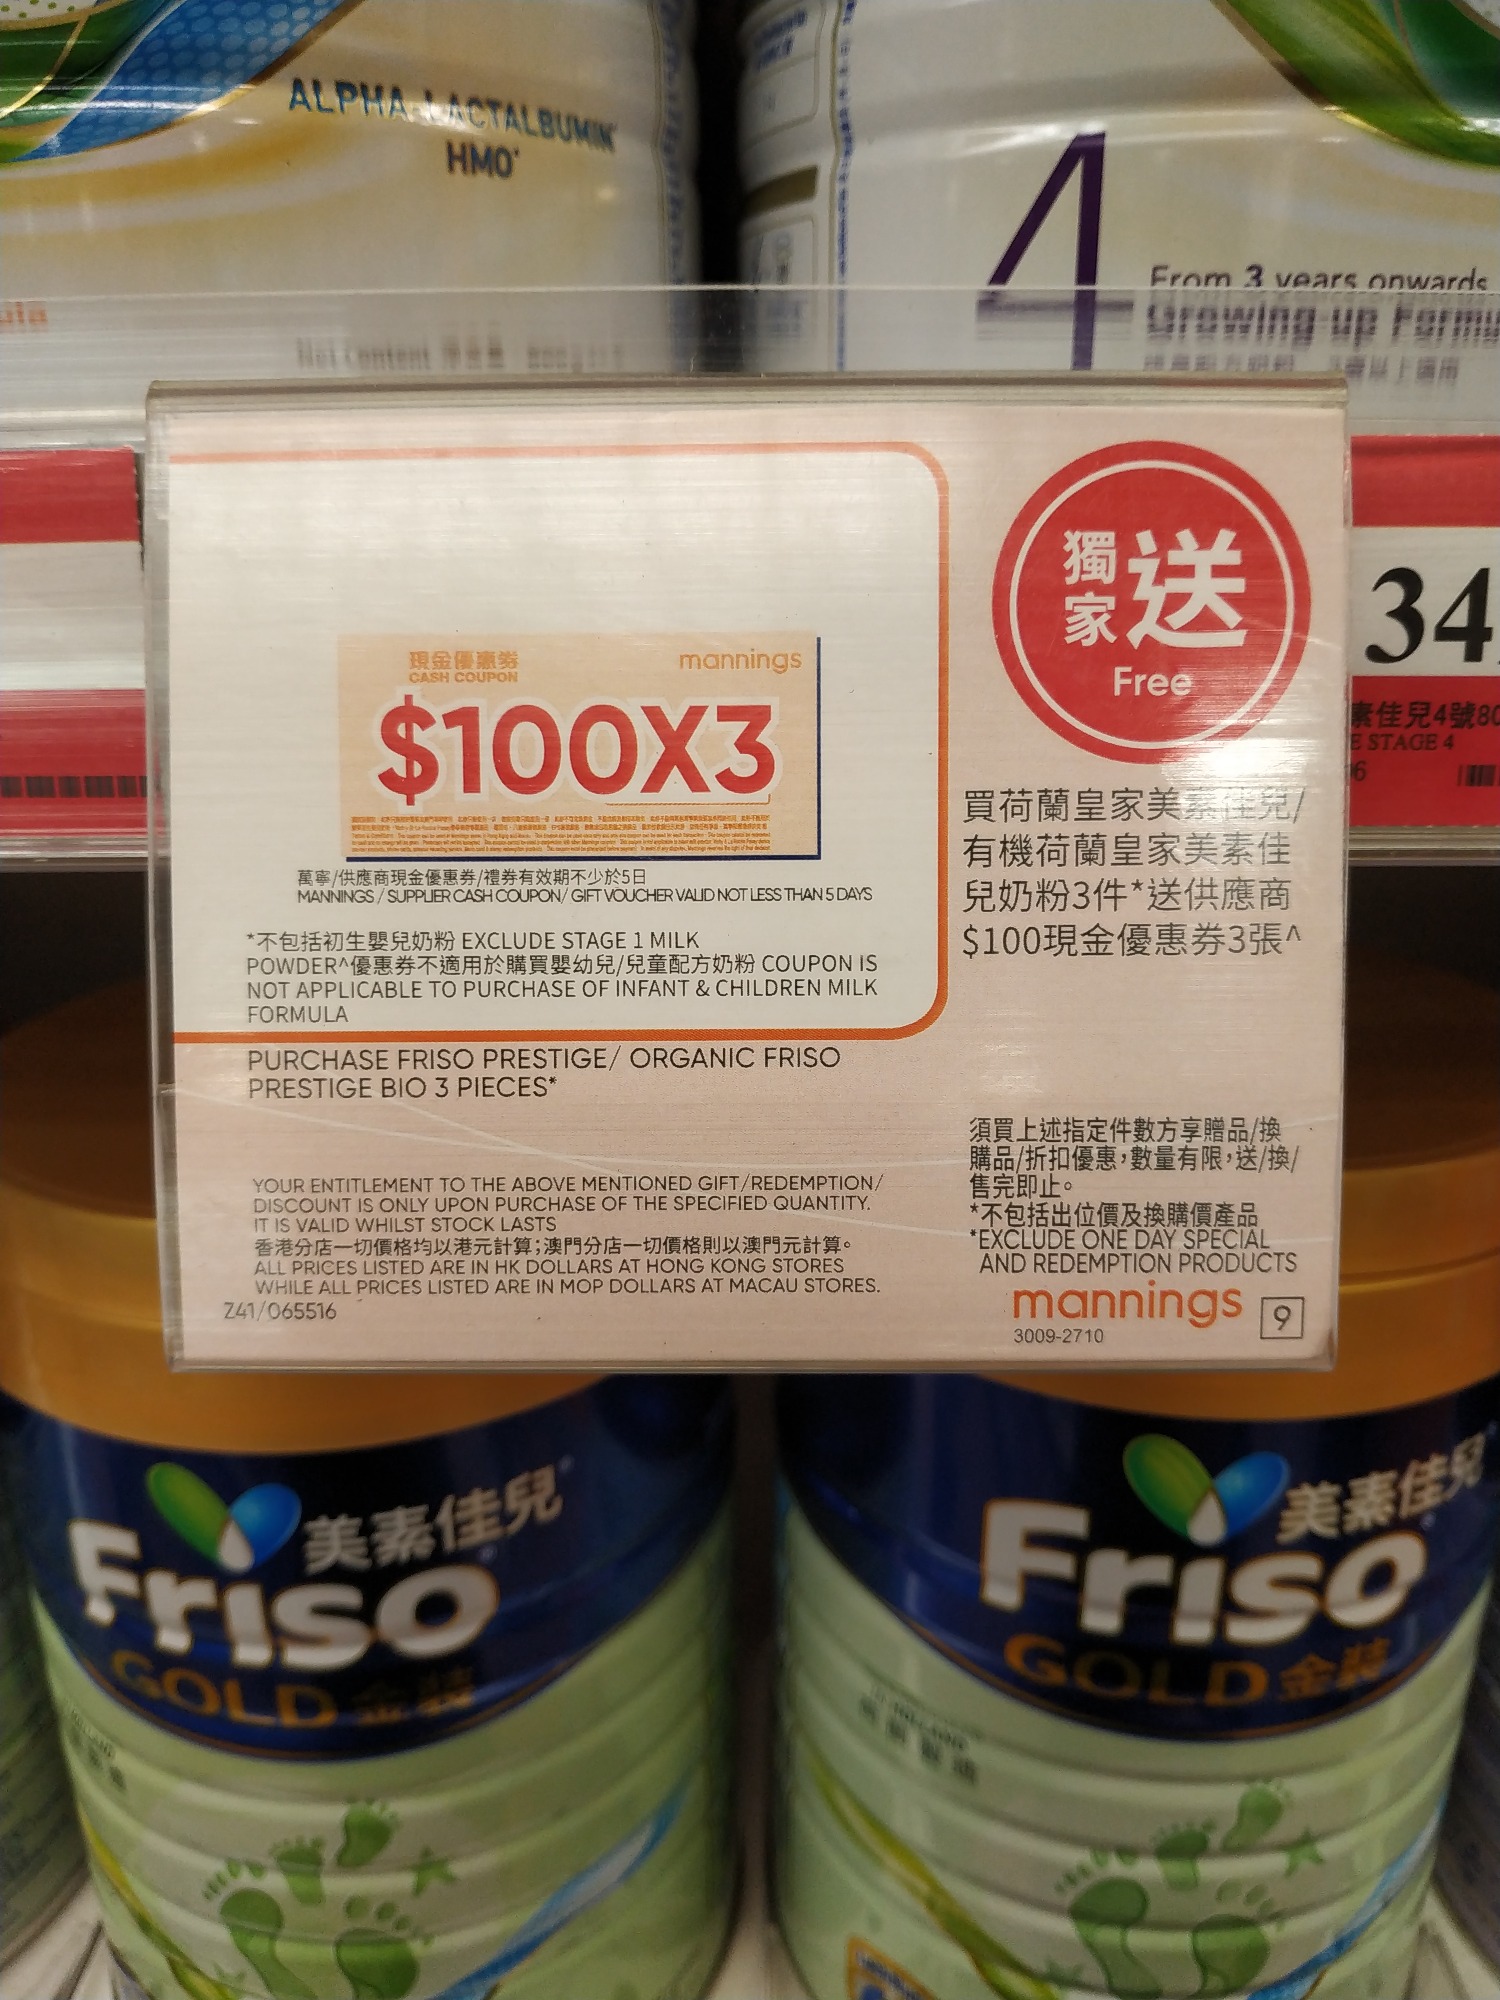 ALPHA-LACTALBUMIN
HMO
4
From 3 years onwards
Growing-up Formu
Net Content 淨含量
獨家送
Free
34
素佳兒4號80
E STAGE 4
現金優惠券
CASH COUPON
mannings
$100X3
萬寧/供應商現金優惠券/禮券有效期不少於5日
MANNINGS / SUPPLIER CASH COUPON/ GIFT VOUCHER VALID NOT LESS THAN 5 DAYS
*不包括初生嬰兒奶粉 EXCLUDE STAGE 1 MILK
POWDER^優惠券不適用於購買嬰幼兒/兒童配方奶粉 COUPON IS
NOT APPLICABLE TO PURCHASE OF INFANT & CHILDREN MILK
FORMULA
買荷蘭皇家美素佳兒/
有機荷蘭皇家美素佳
兒奶粉3件*送供應商
$100現金優惠券3張^
PURCHASE FRISO PRESTIGE/ ORGANIC FRISO
PRESTIGE BIO 3 PIECES*
YOUR ENTITLEMENT TO THE ABOVE MENTIONED GIFT/REDEMPTION/
DISCOUNT IS ONLY UPON PURCHASE OF THE SPECIFIED QUANTITY.
IT IS VALID WHILST STOCK LASTS
香港分店一切價格均以港元計算;澳門分店一切價格則以澳門元計算。
ALL PRICES LISTED ARE IN HK DOLLARS AT HONG KONG STORES
WHILE ALL PRICES LISTED ARE IN MOP DOLLARS AT MACAU STORES.
Z41/065516
須買上述指定件數方享贈品/換
購品/折扣優惠,數量有限,送/換/
售完即止。
*不包括出位價及換購價產品
*EXCLUDE ONE DAY SPECIAL
AND REDEMPTION PRODUCTS
mannings
9
3009-2710
美素佳兒
Friso
GOLD 金裝
美素佳兒
Friso
GOLD 金裝